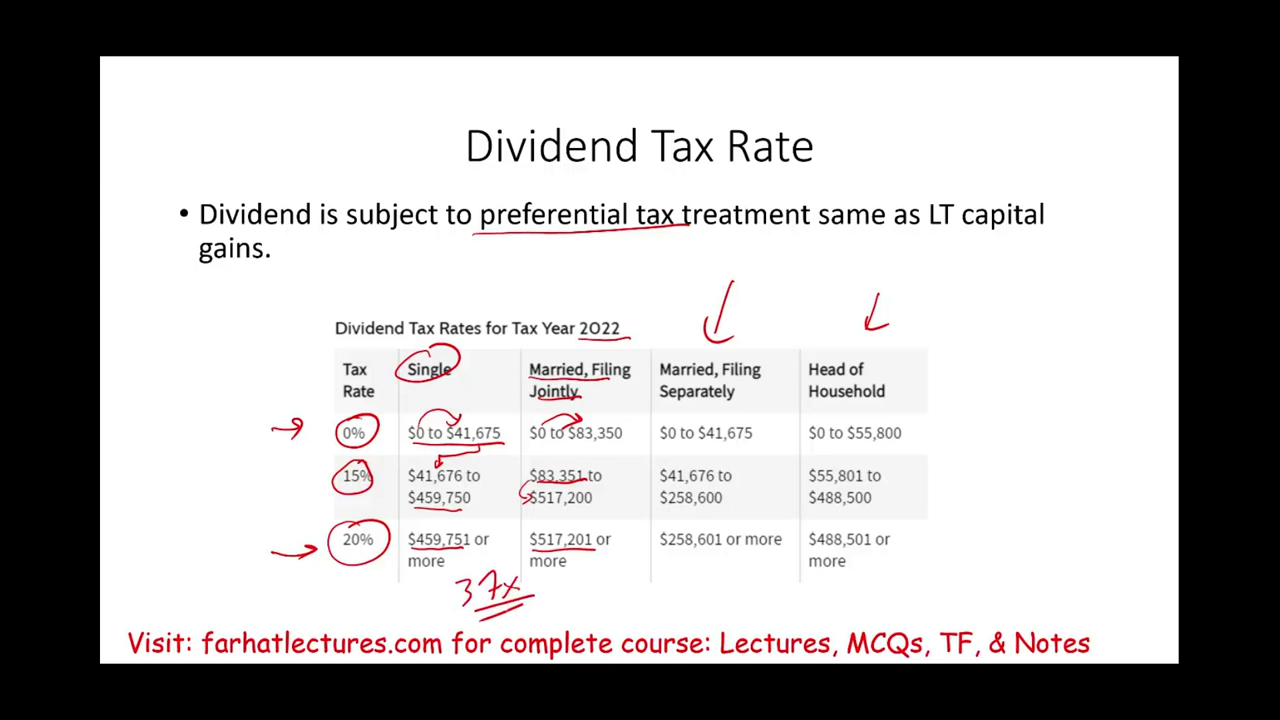 Dividend Tax Rate
• Dividend is subject to preferential tax treatment same as LT capital
gains.
Dividend Tax Rates for Tax Year 2022
Tax Rate | Single | Married, Filing Jointly | Married, Filing Separately | Head of Household
0% | $0 to $41,675 | $0 to $83,350 | $0 to $41,675 | $0 to $55,800
15% | $41,676 to $459,750 | $83,351 to $517,200 | $41,676 to $258,600 | $55,801 to $488,500
20% | $459,751 or more | $517,201 or more | $258,601 or more | $488,501 or more
37%
Visit: farhatlectures.com for complete course: Lectures, MCQs, TF, & Notes